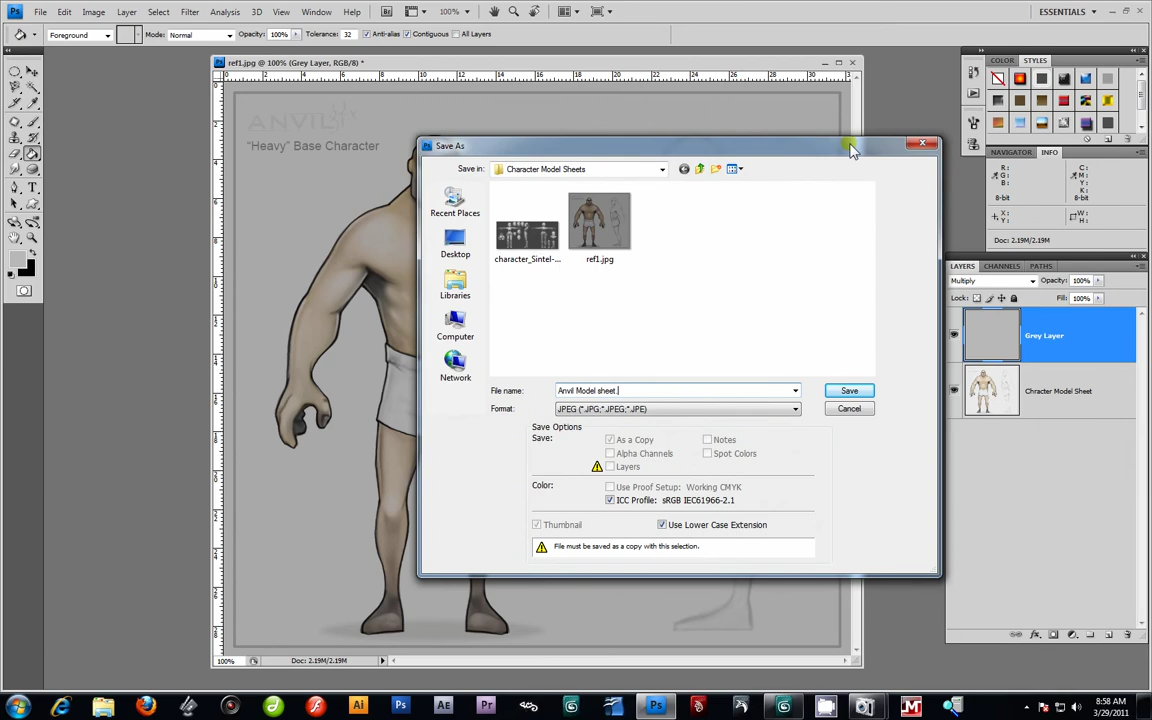 File Edit Image Layer Select Filter Analysis 3D View Window Help 100% ESSENTIALS
Foreground Mode: Normal Opacity: 100% Tolerance: 32 Anti-alias Contiguous All Layers
ref1.jpg @ 100% (Grey Layer, RGB/8) *
COLOR STYLES
ANVIL
"Heavy" Base Character
Save As
Save in: Character Model Sheets
Recent Places
Desktop
Libraries
Computer
Network
character_Sintel-... ref1.jpg
File name: Anvil Model sheet
Save
Format: JPEG (*.JPG;*.JPEG;*.JPE)
Cancel
Save Options
Save: As a Copy Notes
Alpha Channels Spot Colors
Layers
Color: Use Proof Setup: Working CMYK
ICC Profile: sRGB IEC61966-2.1
Thumbnail Use Lower Case Extension
File must be saved as a copy with this selection.
NAVIGATOR INFO
R: C:
G: M:
B: Y:
K:
8-bit 8-bit
X: W:
Y: H:
Doc: 2.19M/2.19M
LAYERS CHANNELS PATHS
Multiply Opacity: 100%
Lock: Fill: 100%
Grey Layer
Chracter Model Sheet
100% Doc: 2.19M/2.19M
8:58 AM
3/29/2011